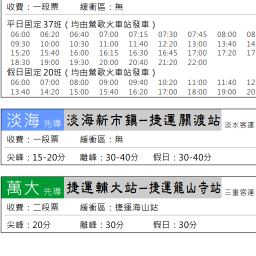 收費：一段票 緩衝區：無
平日固定37班（均由鶯歌火車站發車）
06:00 06:20 06:40 07:00 07:15 07:30 07:45 08:00
09:30 10:00 10:30 11:00 11:40 12:20 13:00 13:40
15:20 15:40 16:00 16:15 16:30 16:45 17:00 17:20
18:30 19:00 19:30 20:00 20:40 21:20 22:00
假日固定20班（均由鶯歌火車站發車）
06:00 07:00 08:00 09:00 09:40 10:20 11:00 11:40
13:40 14:20 15:00 15:40 16:20 17:00 18:00 19:00
淡海 先導 淡海新市鎮－捷運關渡站 淡水客運
收費：一段票 緩衝區：無
尖峰：15-20分 離峰：30-40分 假日：30-40分
萬大 先導 捷運輔大站－捷運龍山寺站 三重客運
收費：二段票 緩衝區：捷運海山站
尖峰：20分 離峰：30分 假日：30分